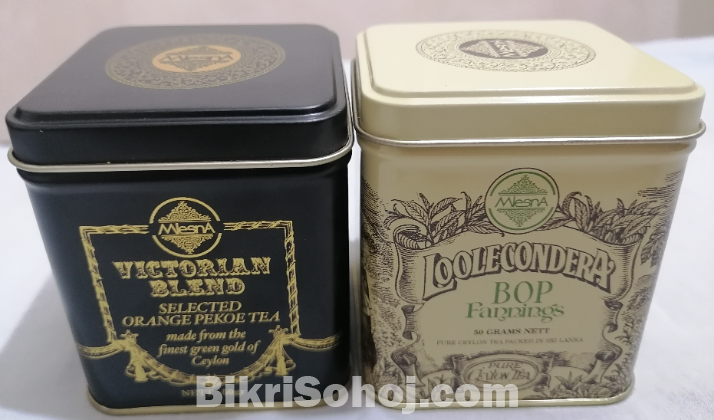 MlesnA
VICTORIAN
BLEND
SELECTED
ORANGE PEKOE TEA
made from the
finest green gold of
Ceylon
MlesnA
LOOLECONDERA
BOP
Fannings
50 GRAMS NETT
PURE CEYLON TEA PACKED IN SRI LANKA
PURE
CEYLON TEA
BikriSohoj.com